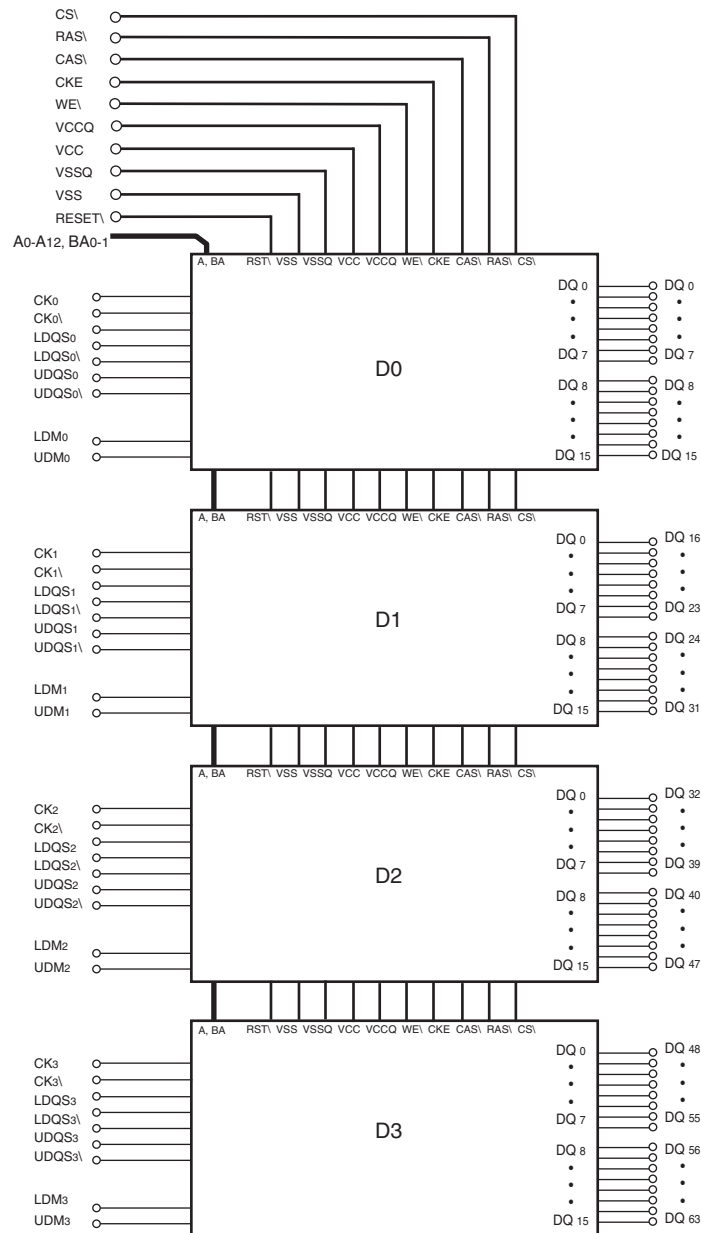 CS\
RAS\
CAS\
CKE
WE\
VCCQ
VCC
VSSQ
VSS
RESET\
A0-A12, BA0-1
A, BA RST\ VSS VSSQ VCC VCCQ WE\ CKE CAS\ RAS\ CS\
CK0
CK0\
LDQS0
LDQS0\
UDQS0
UDQS0\
LDM0
UDM0
D0
DQ 0 DQ 0
DQ 7 DQ 7
DQ 8 DQ 8
DQ 15 DQ 15
A, BA RST\ VSS VSSQ VCC VCCQ WE\ CKE CAS\ RAS\ CS\
CK1
CK1\
LDQS1
LDQS1\
UDQS1
UDQS1\
LDM1
UDM1
D1
DQ 0 DQ 16
DQ 7 DQ 23
DQ 8 DQ 24
DQ 15 DQ 31
A, BA RST\ VSS VSSQ VCC VCCQ WE\ CKE CAS\ RAS\ CS\
CK2
CK2\
LDQS2
LDQS2\
UDQS2
UDQS2\
LDM2
UDM2
D2
DQ 0 DQ 32
DQ 7 DQ 39
DQ 8 DQ 40
DQ 15 DQ 47
A, BA RST\ VSS VSSQ VCC VCCQ WE\ CKE CAS\ RAS\ CS\
CK3
CK3\
LDQS3
LDQS3\
UDQS3
UDQS3\
LDM3
UDM3
D3
DQ 0 DQ 48
DQ 7 DQ 55
DQ 8 DQ 56
DQ 15 DQ 63